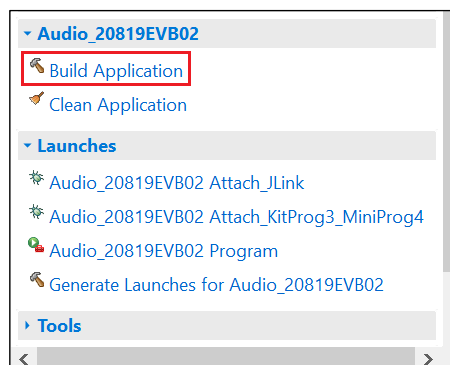 Audio_20819EVB02
Build Application
Clean Application
Launches
Audio_20819EVB02 Attach_JLink
Audio_20819EVB02 Attach_KitProg3_MiniProg4
Audio_20819EVB02 Program
Generate Launches for Audio_20819EVB02
Tools